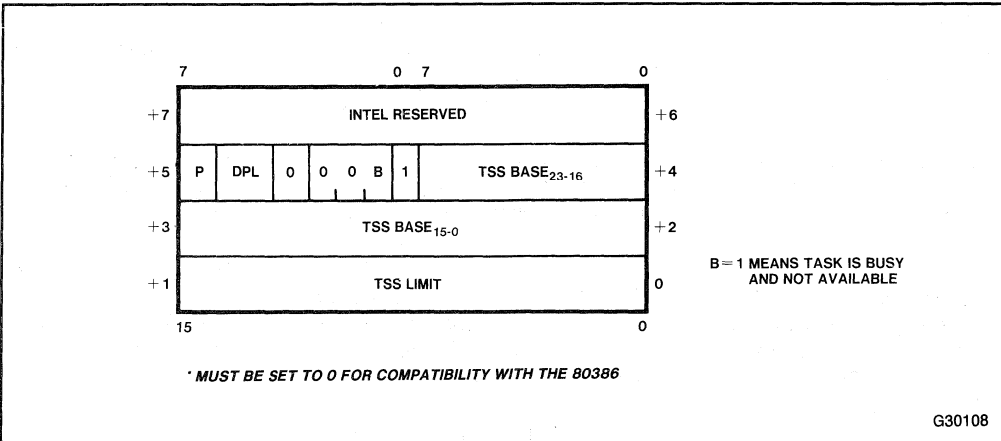 7 0 7 0
+7 INTEL RESERVED +6
+5 P DPL 0 0 0 B 1 TSS BASE23-16 +4
+3 TSS BASE15-0 +2
B = 1 MEANS TASK IS BUSY
AND NOT AVAILABLE
+1 TSS LIMIT 0
15 0
* MUST BE SET TO 0 FOR COMPATIBILITY WITH THE 80386
G30108